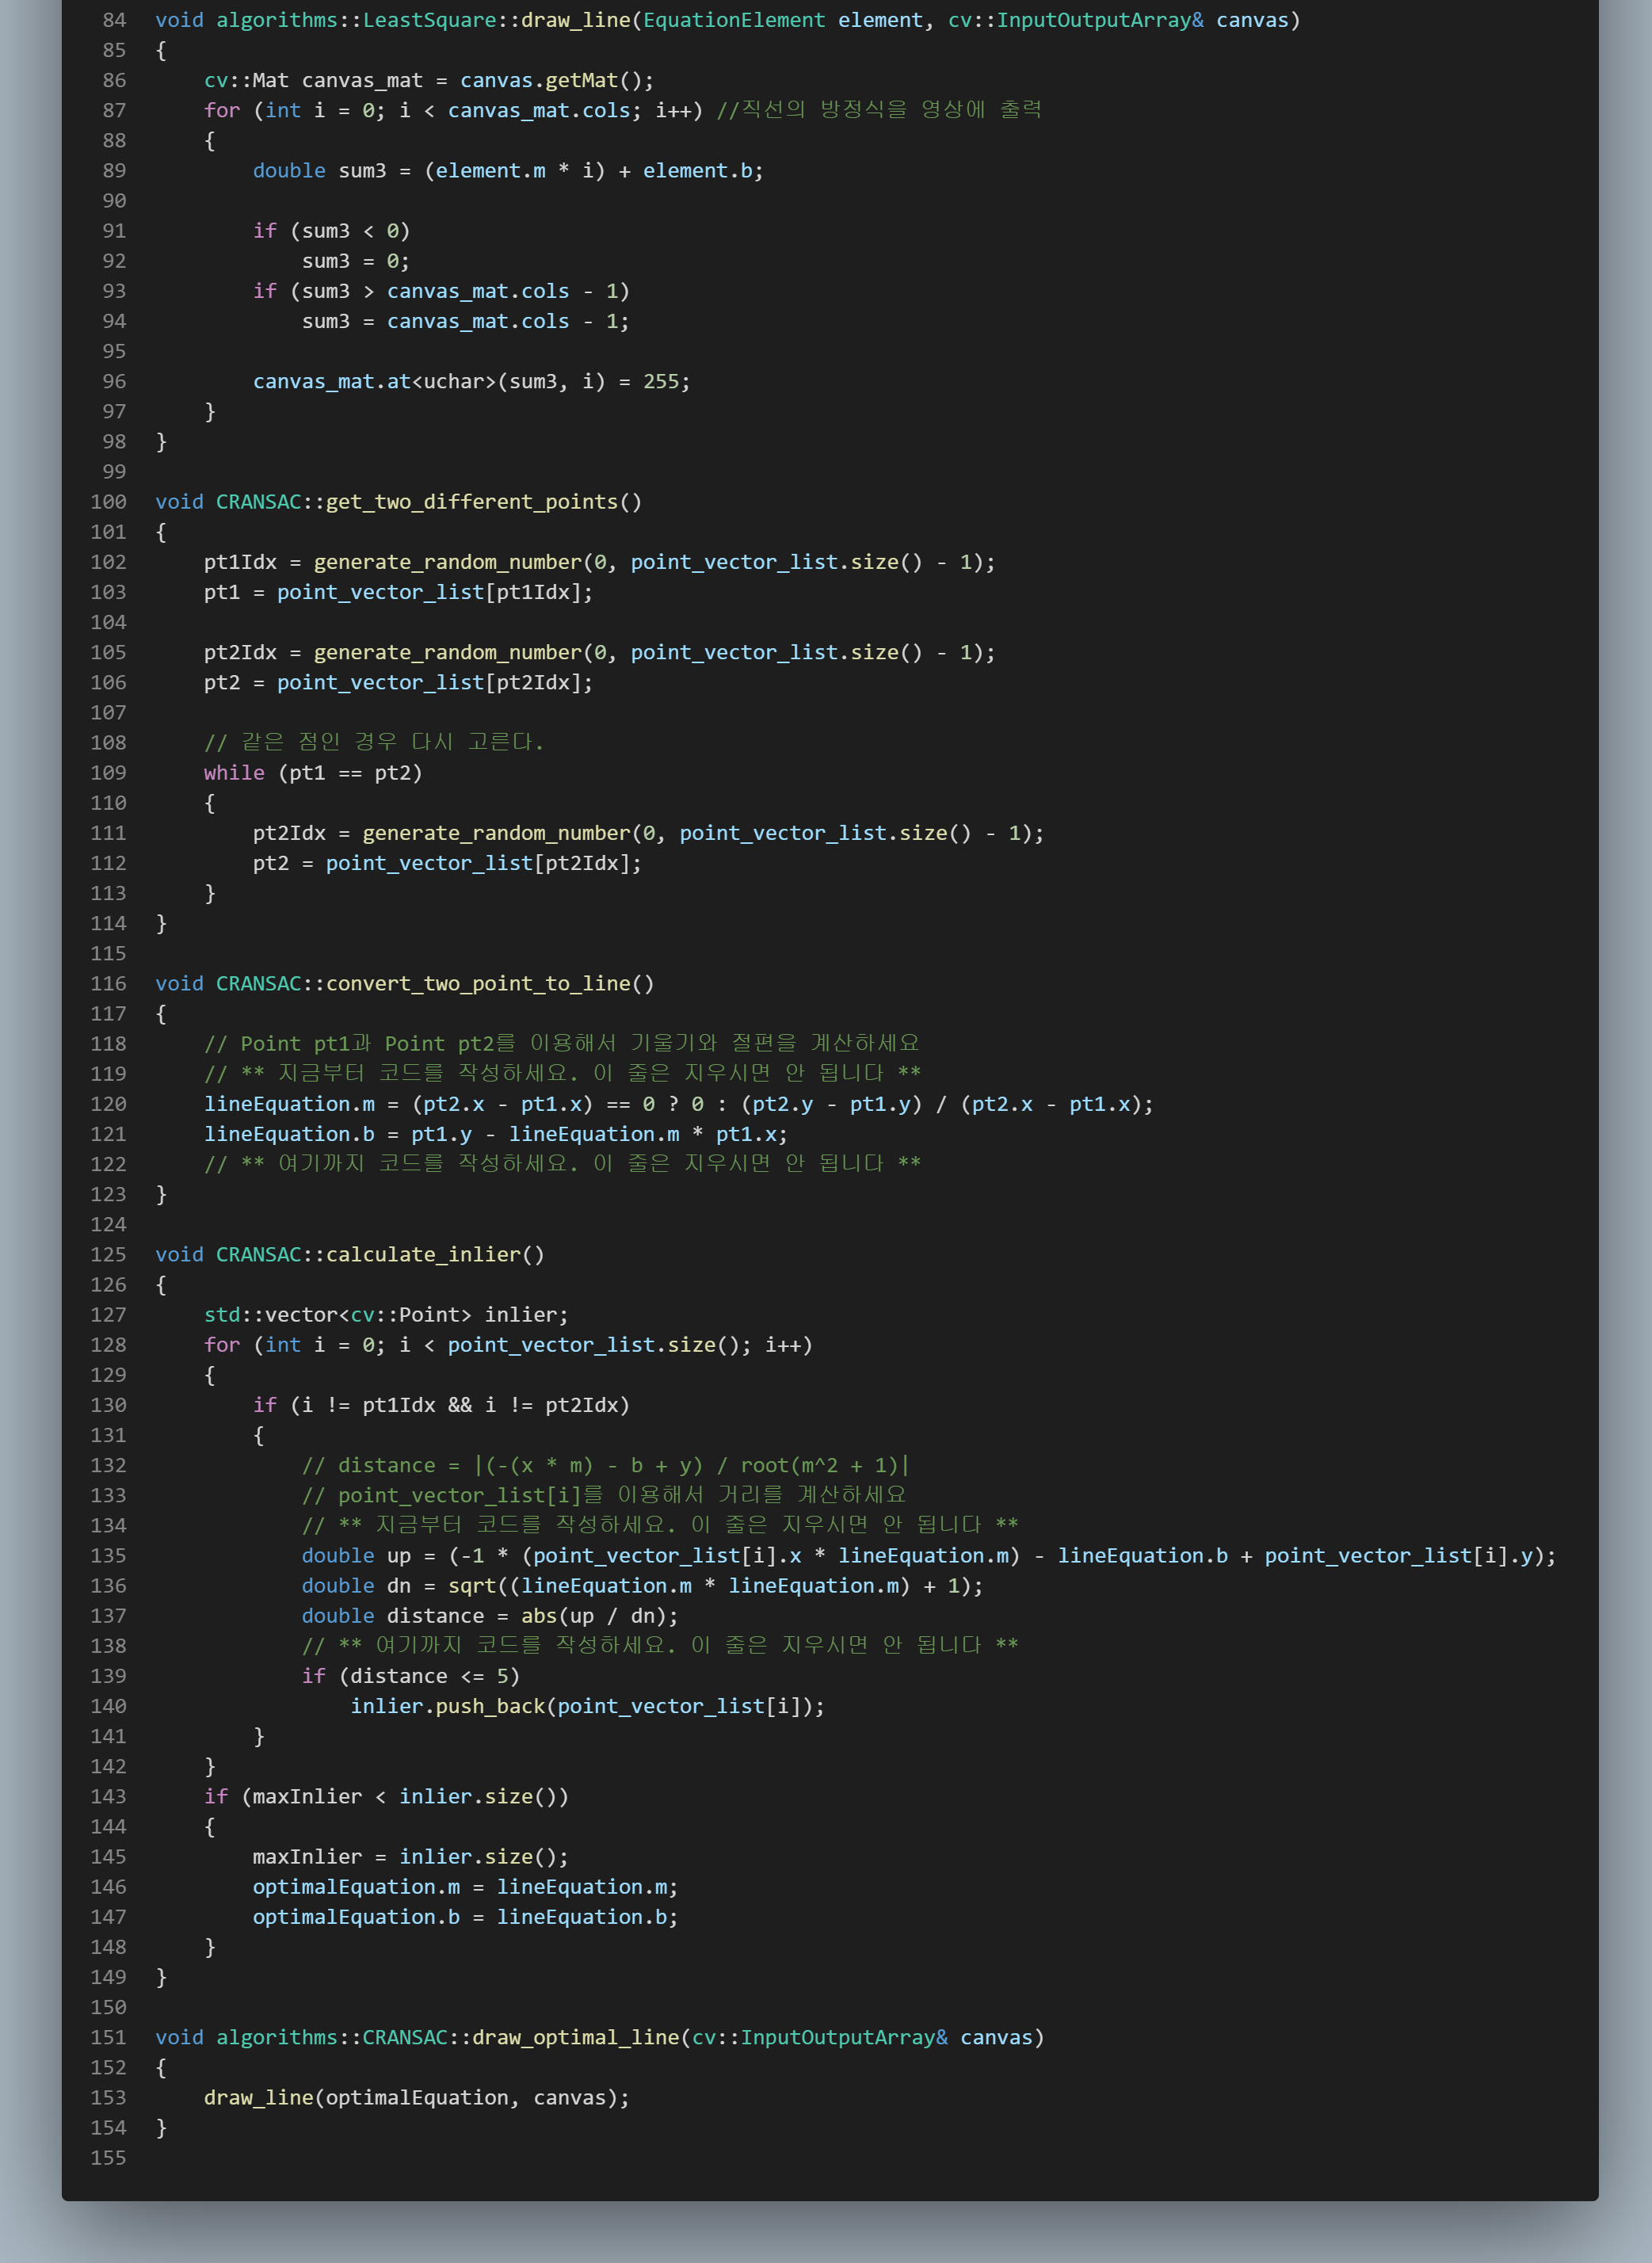 84 void algorithms::LeastSquare::draw_line(EquationElement element, cv::InputOutputArray& canvas)
85 {
86     cv::Mat canvas_mat = canvas.getMat();
87     for (int i = 0; i < canvas_mat.cols; i++) //직선의 방정식을 영상에 출력
88     {
89         double sum3 = (element.m * i) + element.b;
90
91         if (sum3 < 0)
92             sum3 = 0;
93         if (sum3 > canvas_mat.cols - 1)
94             sum3 = canvas_mat.cols - 1;
95
96         canvas_mat.at<uchar>(sum3, i) = 255;
97     }
98 }
99
100 void CRANSAC::get_two_different_points()
101 {
102     pt1Idx = generate_random_number(0, point_vector_list.size() - 1);
103     pt1 = point_vector_list[pt1Idx];
104
105     pt2Idx = generate_random_number(0, point_vector_list.size() - 1);
106     pt2 = point_vector_list[pt2Idx];
107
108     // 같은 점인 경우 다시 고른다.
109     while (pt1 == pt2)
110     {
111         pt2Idx = generate_random_number(0, point_vector_list.size() - 1);
112         pt2 = point_vector_list[pt2Idx];
113     }
114 }
115
116 void CRANSAC::convert_two_point_to_line()
117 {
118     // Point pt1과 Point pt2를 이용해서 기울기와 절편을 계산하세요
119     // ** 지금부터 코드를 작성하세요. 이 줄은 지우시면 안 됩니다 **
120     lineEquation.m = (pt2.x - pt1.x) == 0 ? 0 : (pt2.y - pt1.y) / (pt2.x - pt1.x);
121     lineEquation.b = pt1.y - lineEquation.m * pt1.x;
122     // ** 여기까지 코드를 작성하세요. 이 줄은 지우시면 안 됩니다 **
123 }
124
125 void CRANSAC::calculate_inlier()
126 {
127     std::vector<cv::Point> inlier;
128     for (int i = 0; i < point_vector_list.size(); i++)
129     {
130         if (i != pt1Idx && i != pt2Idx)
131         {
132             // distance = |(-(x * m) - b + y) / root(m^2 + 1)|
133             // point_vector_list[i]를 이용해서 거리를 계산하세요
134             // ** 지금부터 코드를 작성하세요. 이 줄은 지우시면 안 됩니다 **
135             double up = (-1 * (point_vector_list[i].x * lineEquation.m) - lineEquation.b + point_vector_list[i].y);
136             double dn = sqrt((lineEquation.m * lineEquation.m) + 1);
137             double distance = abs(up / dn);
138             // ** 여기까지 코드를 작성하세요. 이 줄은 지우시면 안 됩니다 **
139             if (distance <= 5)
140                 inlier.push_back(point_vector_list[i]);
141         }
142     }
143     if (maxInlier < inlier.size())
144     {
145         maxInlier = inlier.size();
146         optimalEquation.m = lineEquation.m;
147         optimalEquation.b = lineEquation.b;
148     }
149 }
150
151 void algorithms::CRANSAC::draw_optimal_line(cv::InputOutputArray& canvas)
152 {
153     draw_line(optimalEquation, canvas);
154 }
155